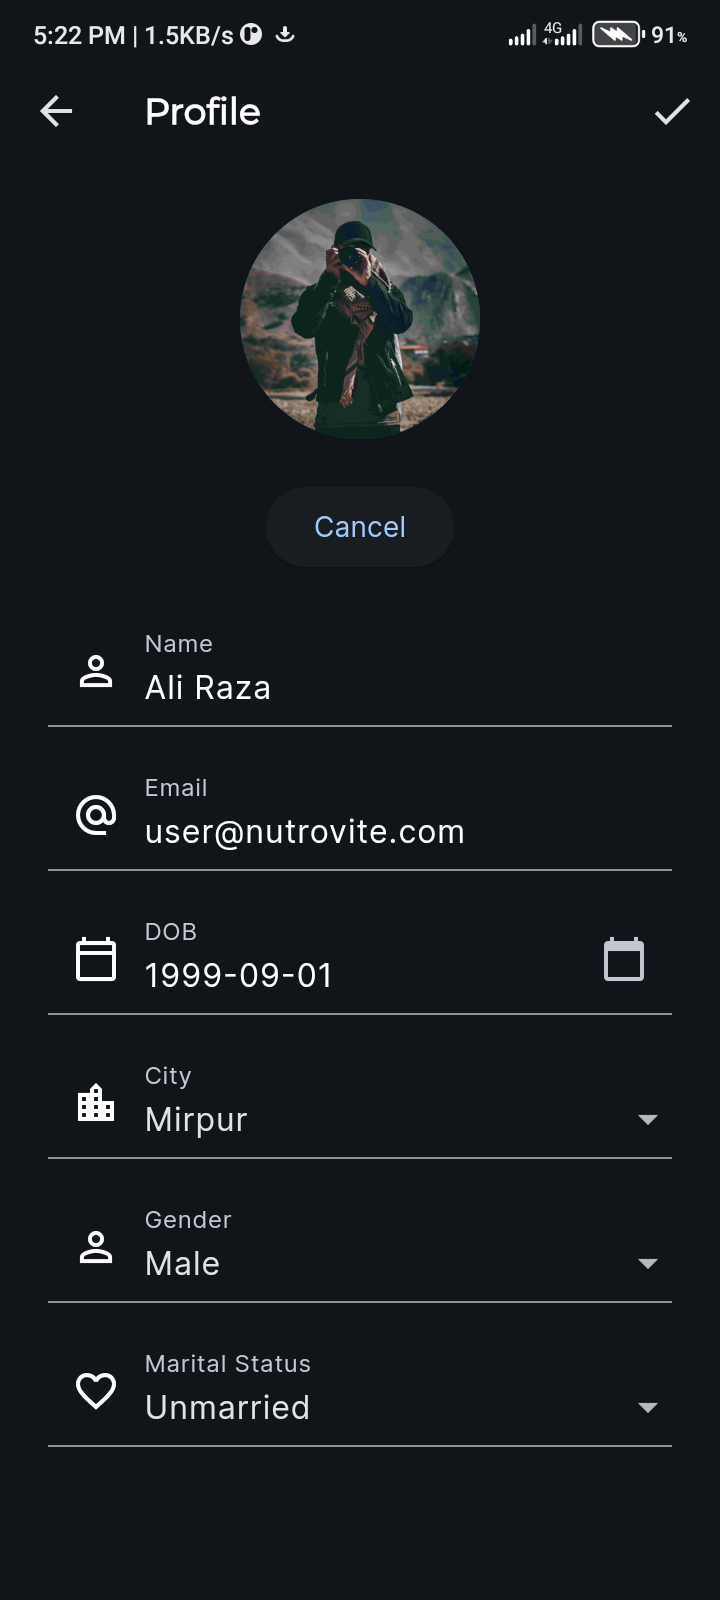 5:22 PM | 1.5KB/s
4G
91%
Profile
Cancel
Name
Ali Raza
Email
user@nutrovite.com
DOB
1999-09-01
City
Mirpur
Gender
Male
Marital Status
Unmarried